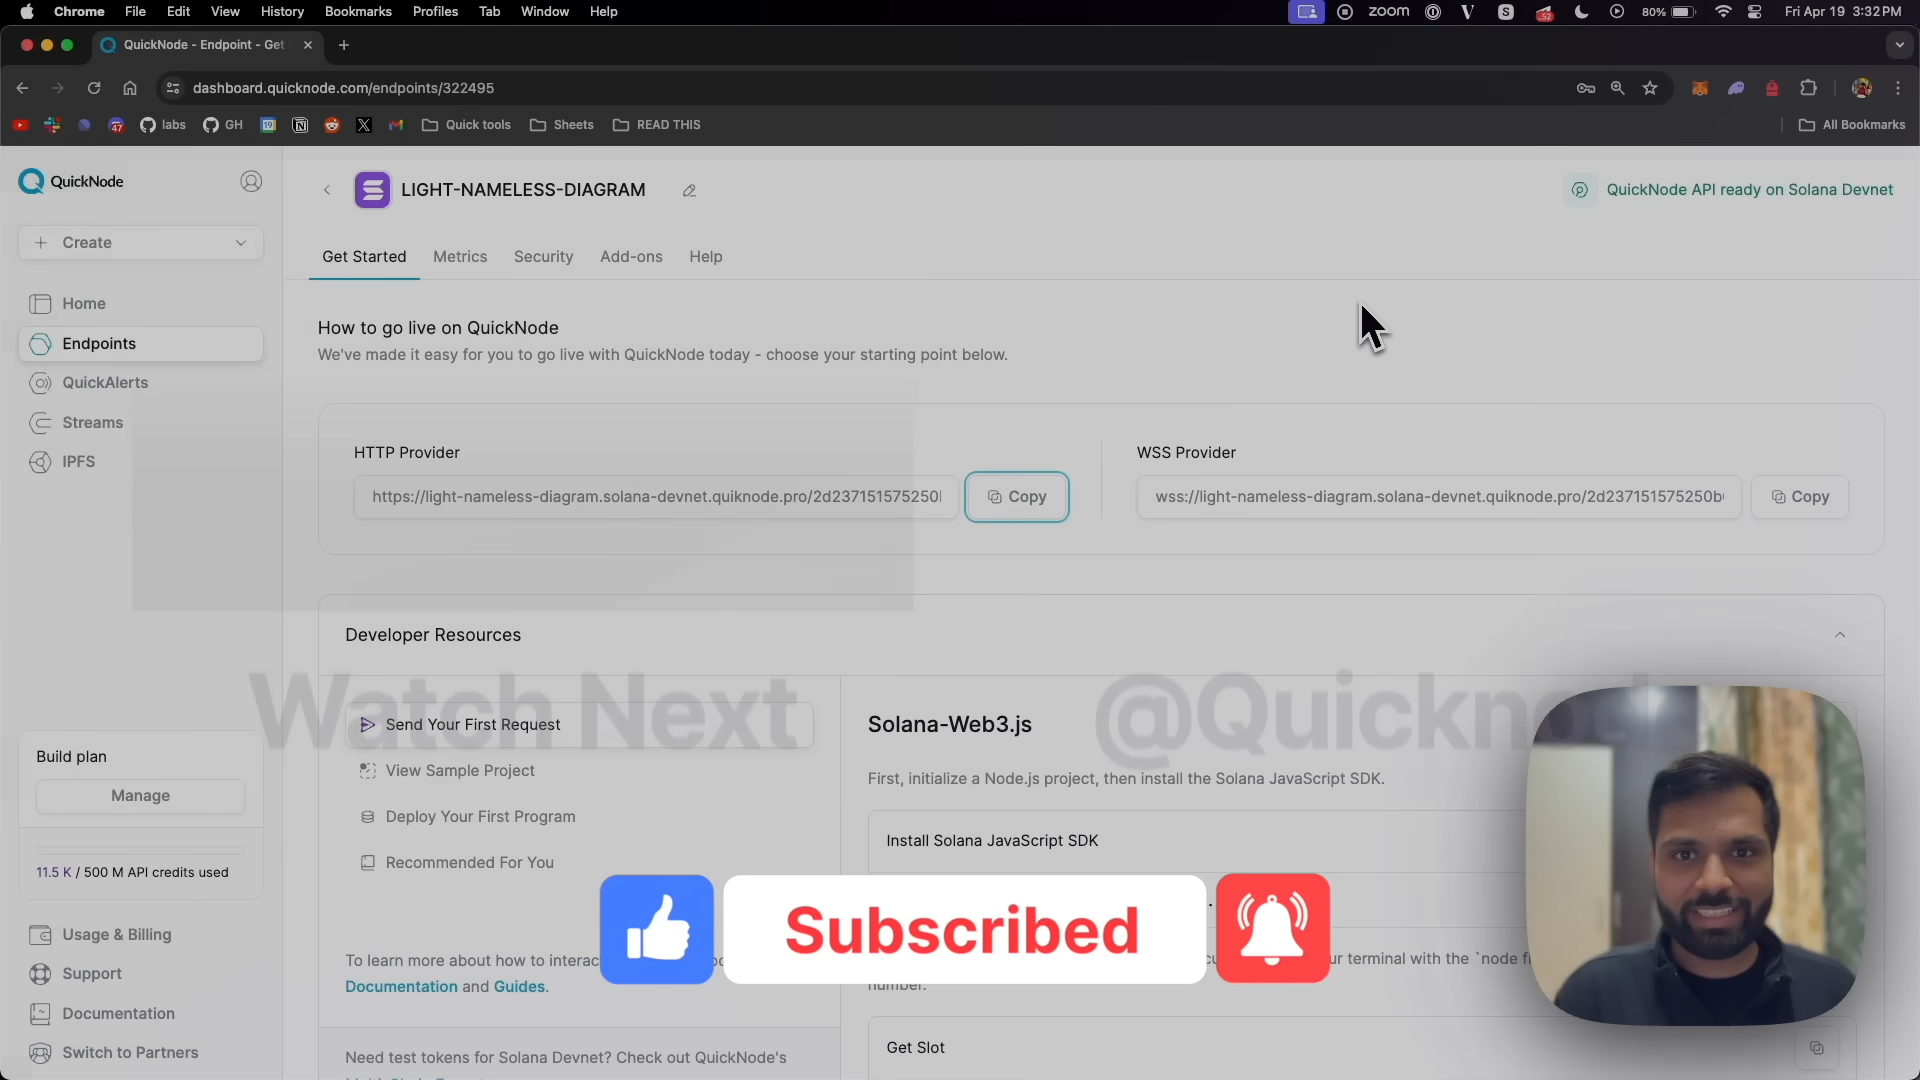 Chrome File Edit View History Bookmarks Profiles Tab Window Help
zoom
80%
Fri Apr 19 3:32 PM
QuickNode - Endpoint - Get
dashboard.quicknode.com/endpoints/322495
47 labs GH 19 Quick tools Sheets READ THIS
All Bookmarks
QuickNode
LIGHT-NAMELESS-DIAGRAM
QuickNode API ready on Solana Devnet
Create
Get Started Metrics Security Add-ons Help
Home
Endpoints
QuickAlerts
Streams
IPFS
How to go live on QuickNode
We've made it easy for you to go live with QuickNode today - choose your starting point below.
HTTP Provider
https://light-nameless-diagram.solana-devnet.quiknode.pro/2d237151575250
Copy
WSS Provider
wss://light-nameless-diagram.solana-devnet.quiknode.pro/2d237151575250b
Copy
Developer Resources
Watch Next
Send Your First Request
View Sample Project
Deploy Your First Program
Recommended For You
Solana-Web3.js
First, initialize a Node.js project, then install the Solana JavaScript SDK.
Install Solana JavaScript SDK
Build plan
Manage
11.5 K / 500 M API credits used
Subscribed
To learn more about how to interac
Documentation and Guides.
ur terminal with the `node
number.
Get Slot
Need test tokens for Solana Devnet? Check out QuickNode's
Usage & Billing
Support
Documentation
Switch to Partners